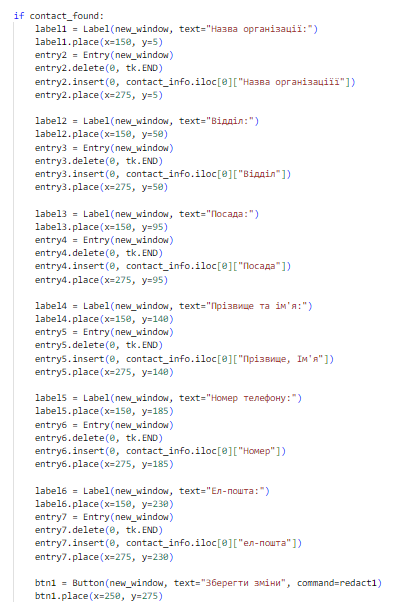 if contact_found:
    label1 = Label(new_window, text="Назва організації:")
    label1.place(x=150, y=5)
    entry2 = Entry(new_window)
    entry2.delete(0, tk.END)
    entry2.insert(0, contact_info.iloc[0]["Назва організаціїї"])
    entry2.place(x=275, y=5)

    label2 = Label(new_window, text="Відділ:")
    label2.place(x=150, y=50)
    entry3 = Entry(new_window)
    entry3.delete(0, tk.END)
    entry3.insert(0, contact_info.iloc[0]["Відділ"])
    entry3.place(x=275, y=50)

    label3 = Label(new_window, text="Посада:")
    label3.place(x=150, y=95)
    entry4 = Entry(new_window)
    entry4.delete(0, tk.END)
    entry4.insert(0, contact_info.iloc[0]["Посада"])
    entry4.place(x=275, y=95)

    label4 = Label(new_window, text="Прізвище та ім'я:")
    label4.place(x=150, y=140)
    entry5 = Entry(new_window)
    entry5.delete(0, tk.END)
    entry5.insert(0, contact_info.iloc[0]["Прізвище, Ім'я"])
    entry5.place(x=275, y=140)

    label5 = Label(new_window, text="Номер телефону:")
    label5.place(x=150, y=185)
    entry6 = Entry(new_window)
    entry6.delete(0, tk.END)
    entry6.insert(0, contact_info.iloc[0]["Номер"])
    entry6.place(x=275, y=185)

    label6 = Label(new_window, text="Ел-пошта:")
    label6.place(x=150, y=230)
    entry7 = Entry(new_window)
    entry7.delete(0, tk.END)
    entry7.insert(0, contact_info.iloc[0]["ел-пошта"])
    entry7.place(x=275, y=230)

    btn1 = Button(new_window, text="Зберегти зміни", command=redact1)
    btn1.place(x=250, y=275)